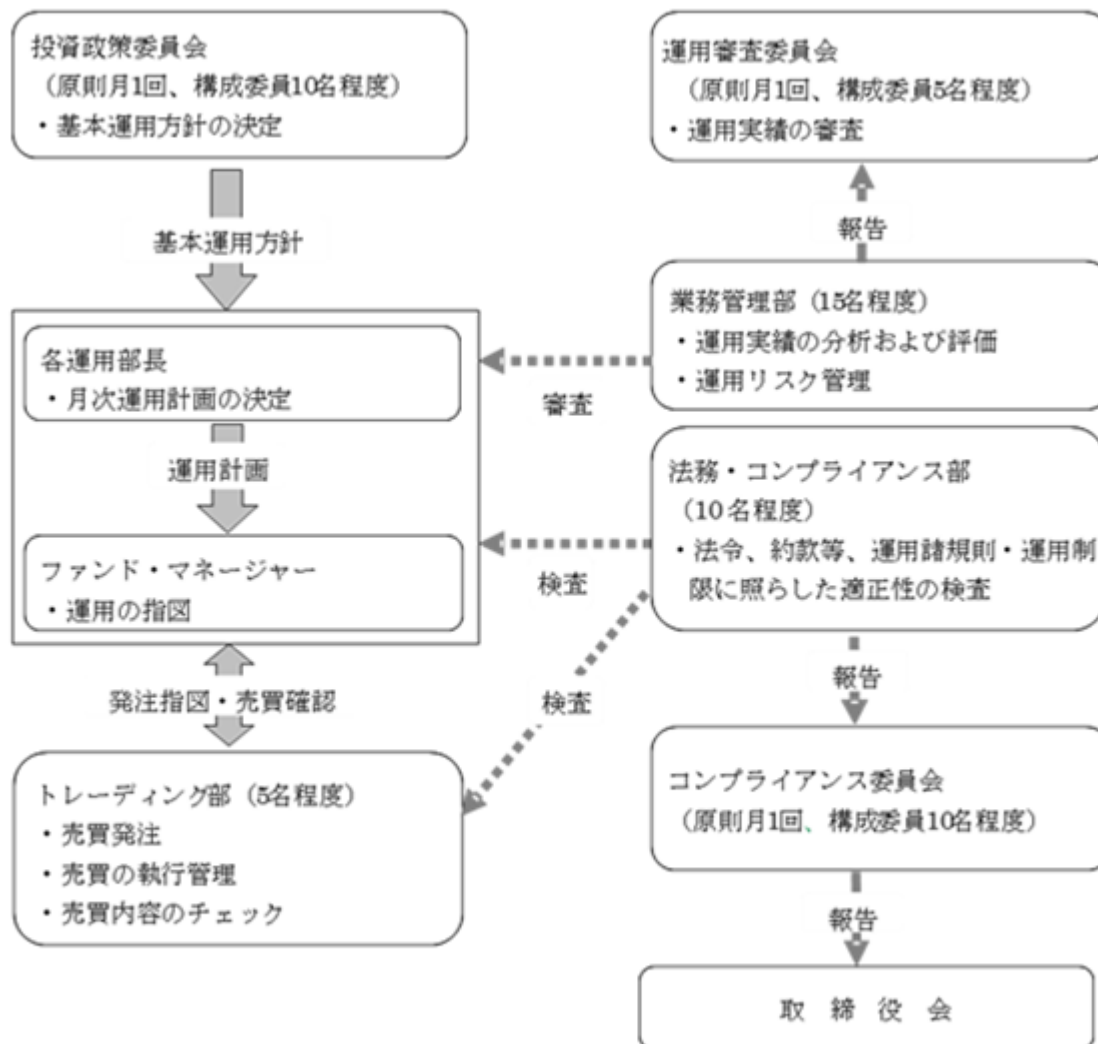 投資政策委員会
（原則月1回、構成委員10名程度）
・基本運用方針の決定
基本運用方針
各運用部長
・月次運用計画の決定
運用計画
ファンド・マネージャー
・運用の指図
発注指図・売買確認
トレーディング部（5名程度）
・売買発注
・売買の執行管理
・売買内容のチェック
運用審査委員会
（原則月1回、構成委員5名程度）
・運用実績の審査
報告
業務管理部（15名程度）
・運用実績の分析および評価
・運用リスク管理
審査
法務・コンプライアンス部
（10名程度）
・法令、約款等、運用諸規則・運用制
限に照らした適正性の検査
検査
検査
報告
コンプライアンス委員会
（原則月1回、構成委員10名程度）
報告
取 締 役 会